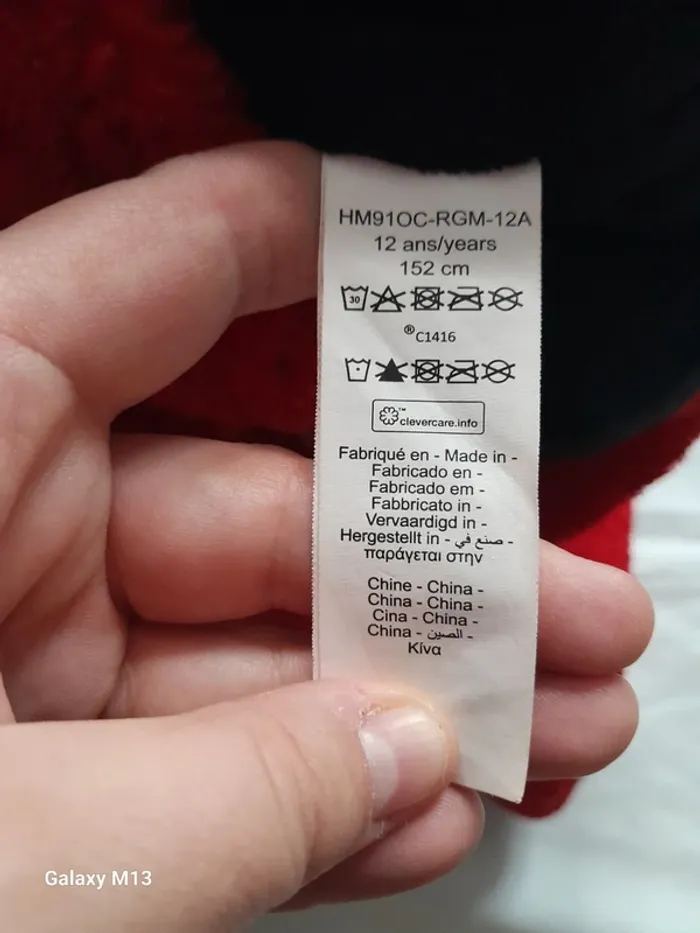 HM91OC-RGM-12A
12 ans/years
152 cm
30
®C1416
™clevercare.info
Fabriqué en - Made in -
Fabricado en -
Fabricado em -
Fabbricato in -
Vervaardigd in -
Hergestellt in - صنع في -
παράγεται στην
Chine - China -
China - China -
Cina - China -
China - الصين -
Κίνα
Galaxy M13